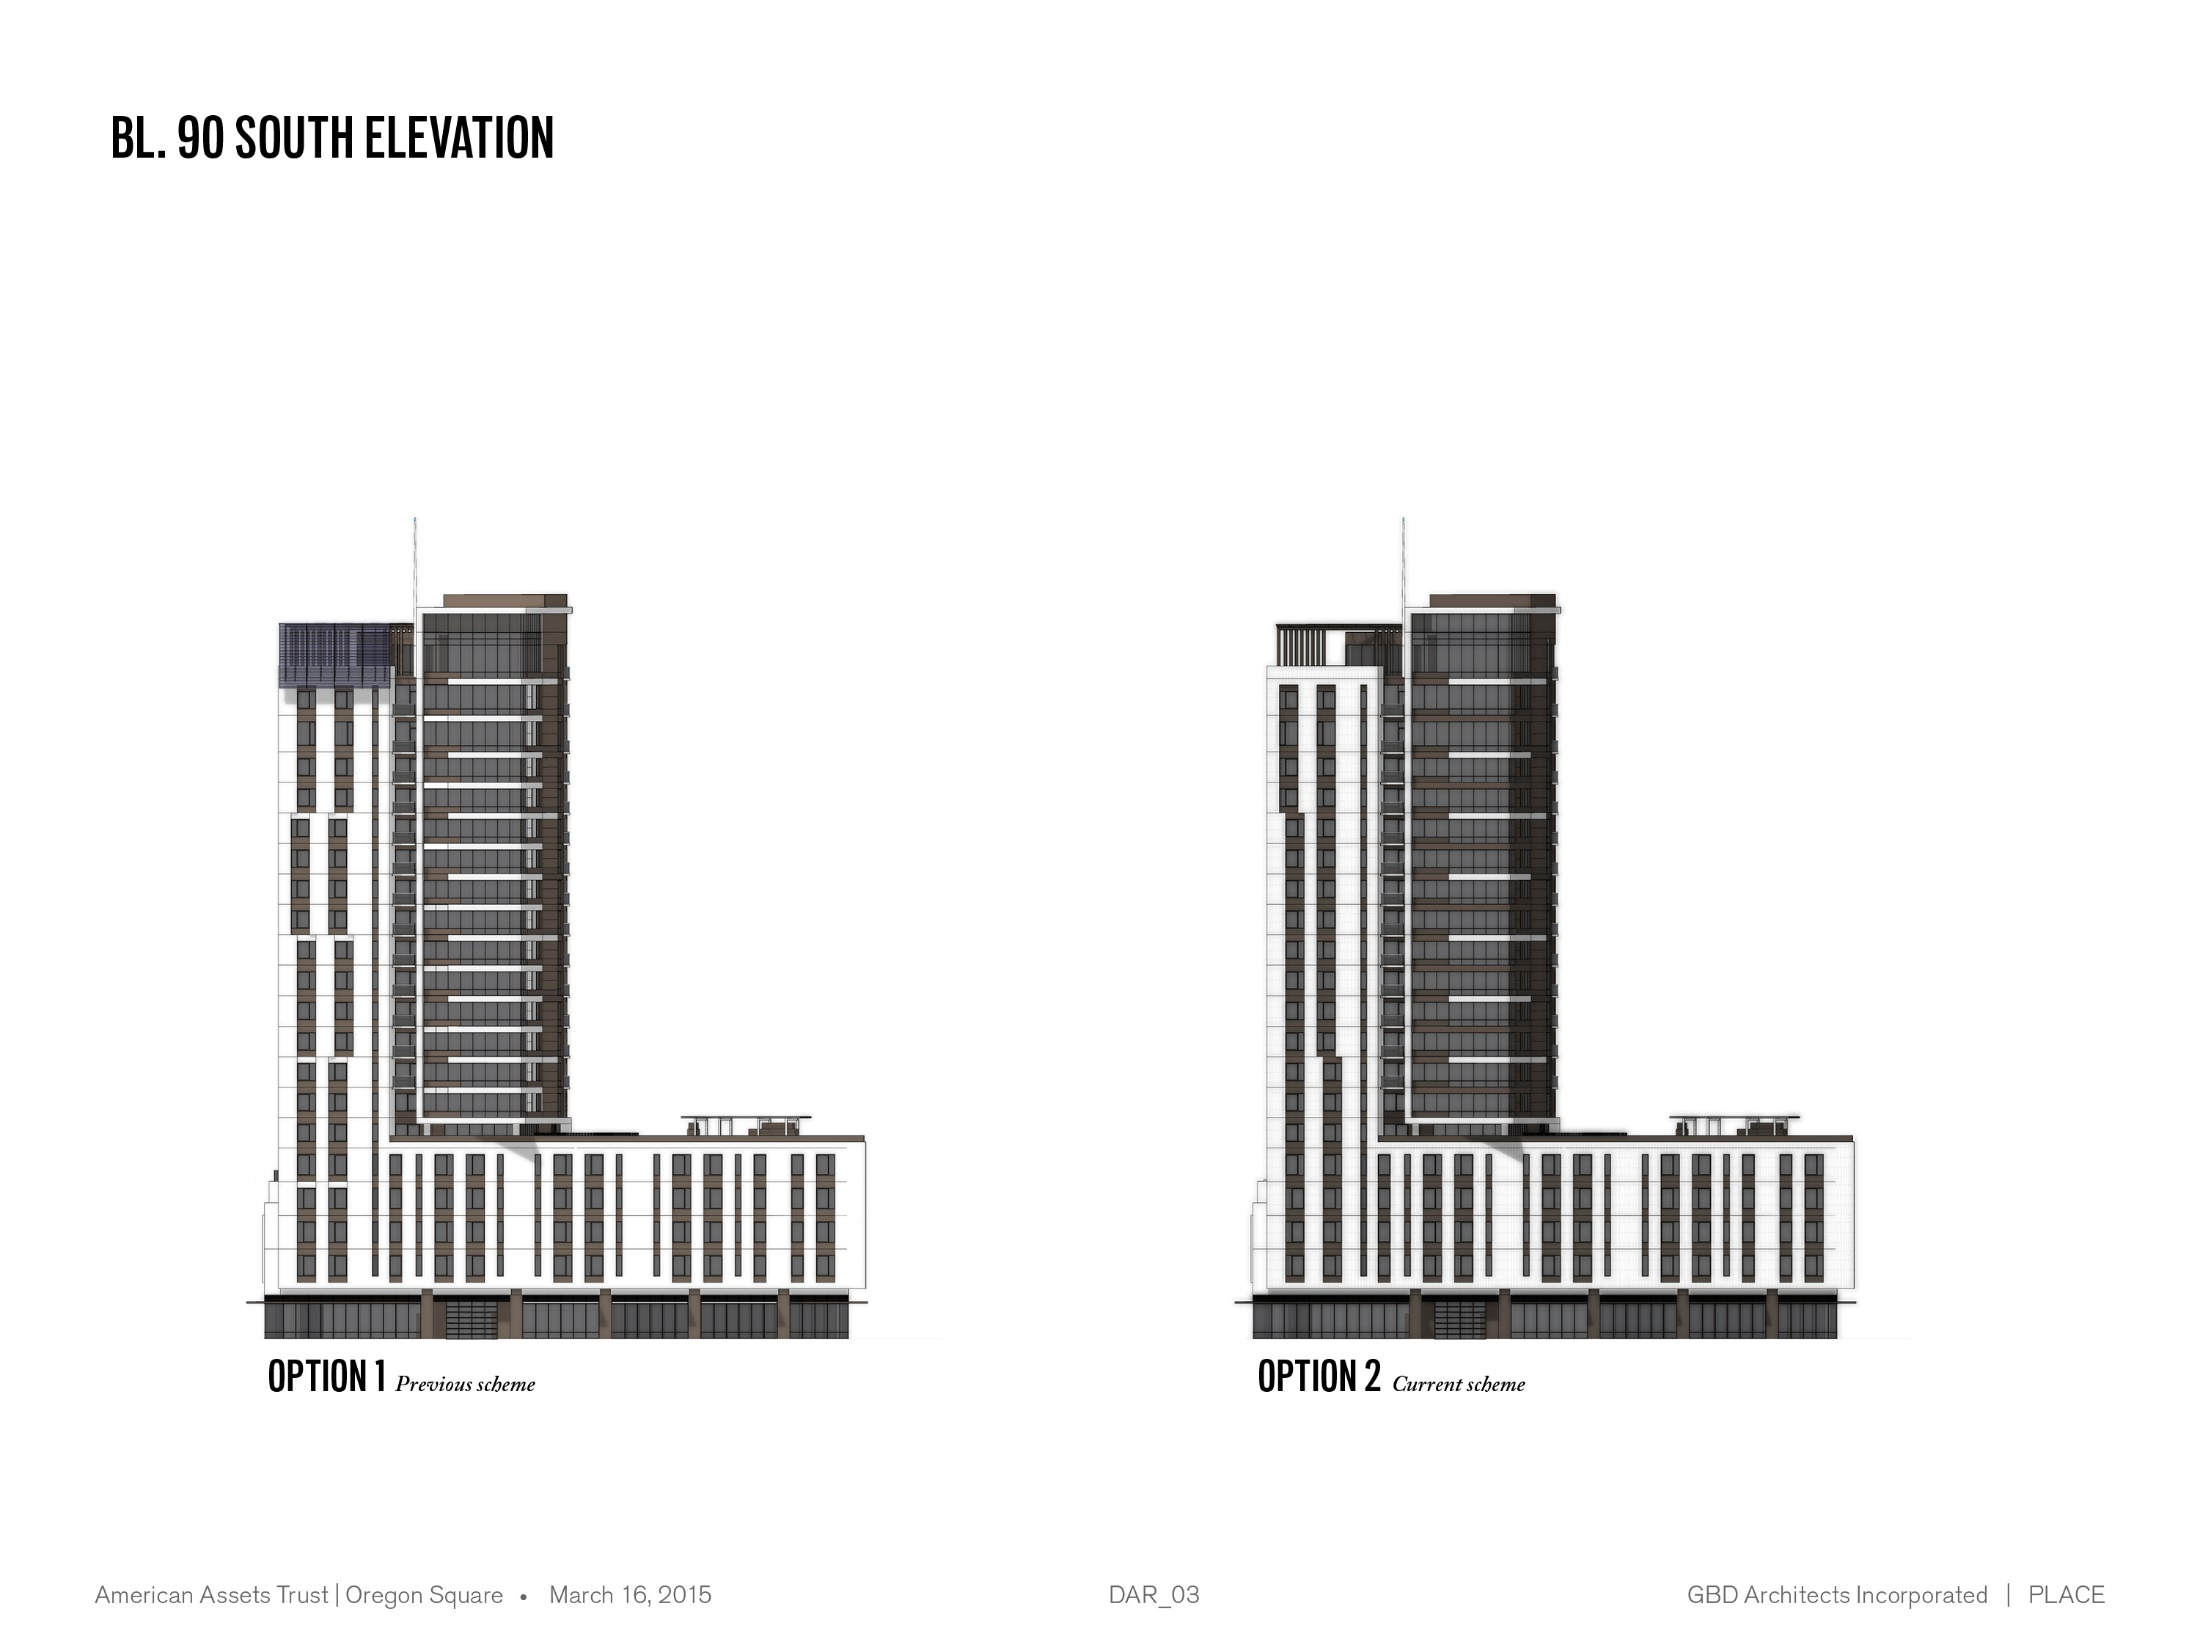 BL. 90 SOUTH ELEVATION
OPTION 1 Previous scheme
OPTION 2 Current scheme
American Assets Trust | Oregon Square • March 16, 2015
DAR_03
GBD Architects Incorporated | PLACE